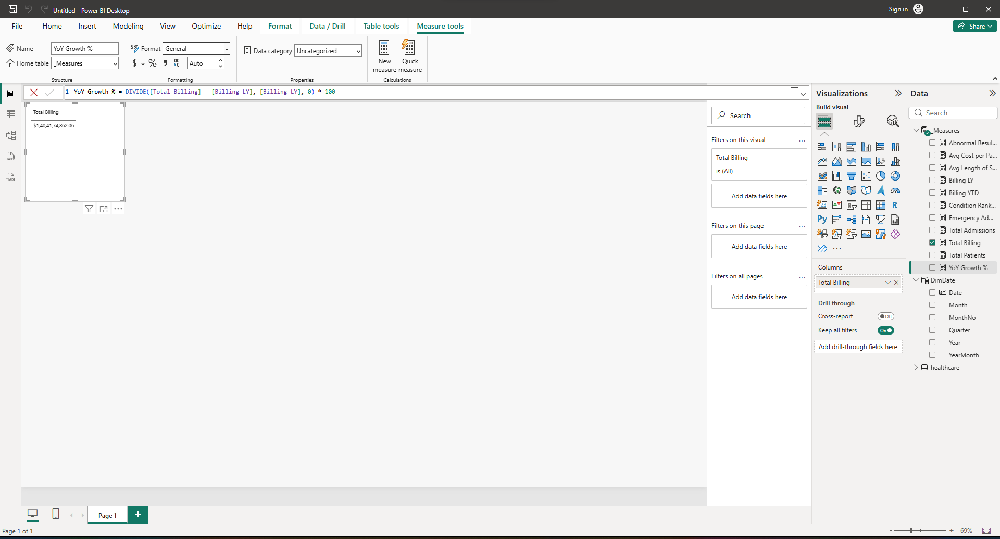 Untitled - Power BI Desktop
Sign in
File Home Insert Modeling View Optimize Help Format Data / Drill Table tools Measure tools
Share
Name YoY Growth %
Home table _Measures
Structure
$% Format General
$ % Auto
Formatting
Data category Uncategorized
Properties
New measure
Quick measure
Calculations
1 YoY Growth % = DIVIDE([Total Billing] - [Billing LY], [Billing LY], 0) * 100
DAX
TMDL
Total Billing
$1,40,41,74,862.06
Search
Filters on this visual ...
Total Billing
is (All)
Add data fields here
Filters on this page ...
Add data fields here
Filters on all pages ...
Add data fields here
Visualizations
Build visual
123
R
Py
...
Columns
Total Billing
Drill through
Cross-report Off
Keep all filters On
Add drill-through fields here
Data
Search
_Measures
Abnormal Resul...
Avg Cost per Pa...
Avg Length of S...
Billing LY
Billing YTD
Condition Rank...
Emergency Ad...
Total Admissions
Total Billing
Total Patients
YoY Growth %
DimDate
Date
Month
MonthNo
Quarter
Year
YearMonth
healthcare
Page 1 +
Page 1 of 1
- + 69%